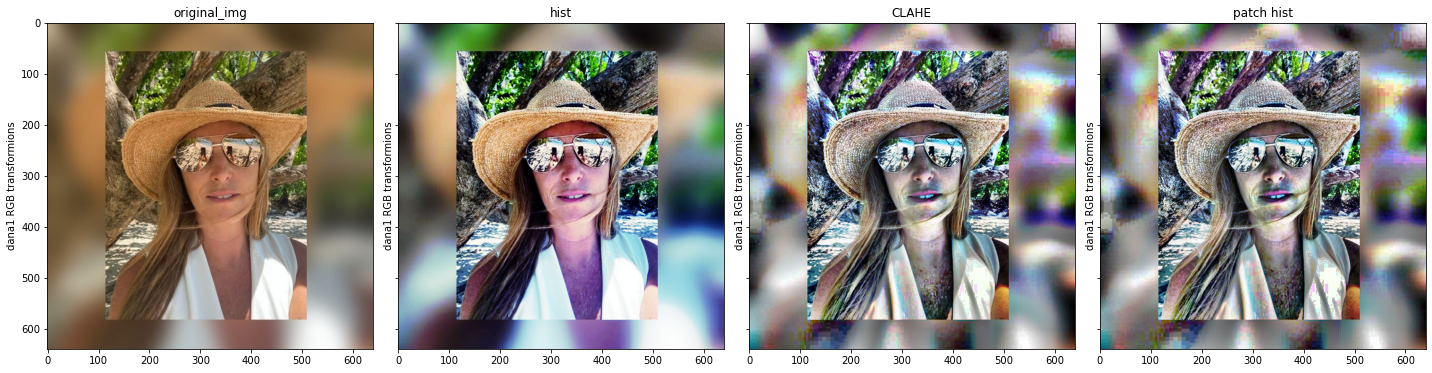 original_img
hist
CLAHE
patch hist
dana1 RGB transformions
0
100
200
300
400
500
600
0 100 200 300 400 500 600
dana1 RGB transformions
0 100 200 300 400 500 600
dana1 RGB transformions
0 100 200 300 400 500 600
dana1 RGB transformions
0 100 200 300 400 500 600